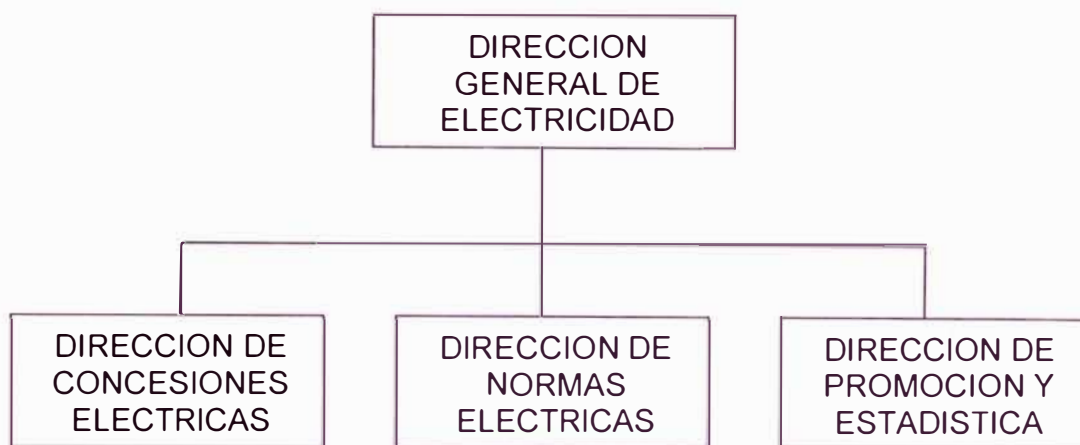 DIRECCION
GENERAL DE
ELECTRICIDAD
DIRECCION DE
CONCESIONES
ELECTRICAS
DIRECCION DE
NORMAS
ELECTRICAS
DIRECCION DE
PROMOCION Y
ESTADISTICA